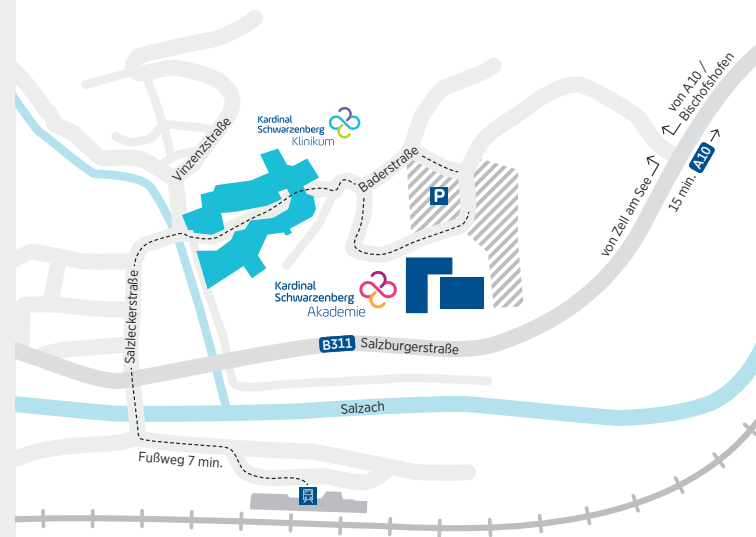 von A10 /
Bischofshofen
Kardinal
Schwarzenberg
Klinikum
Vinzenzstraße
Baderstraße
P
A10
15 min.
von Zell am See
Kardinal
Schwarzenberg
Akademie
Salzleckerstraße
B311 Salzburgerstraße
Salzach
Fußweg 7 min.